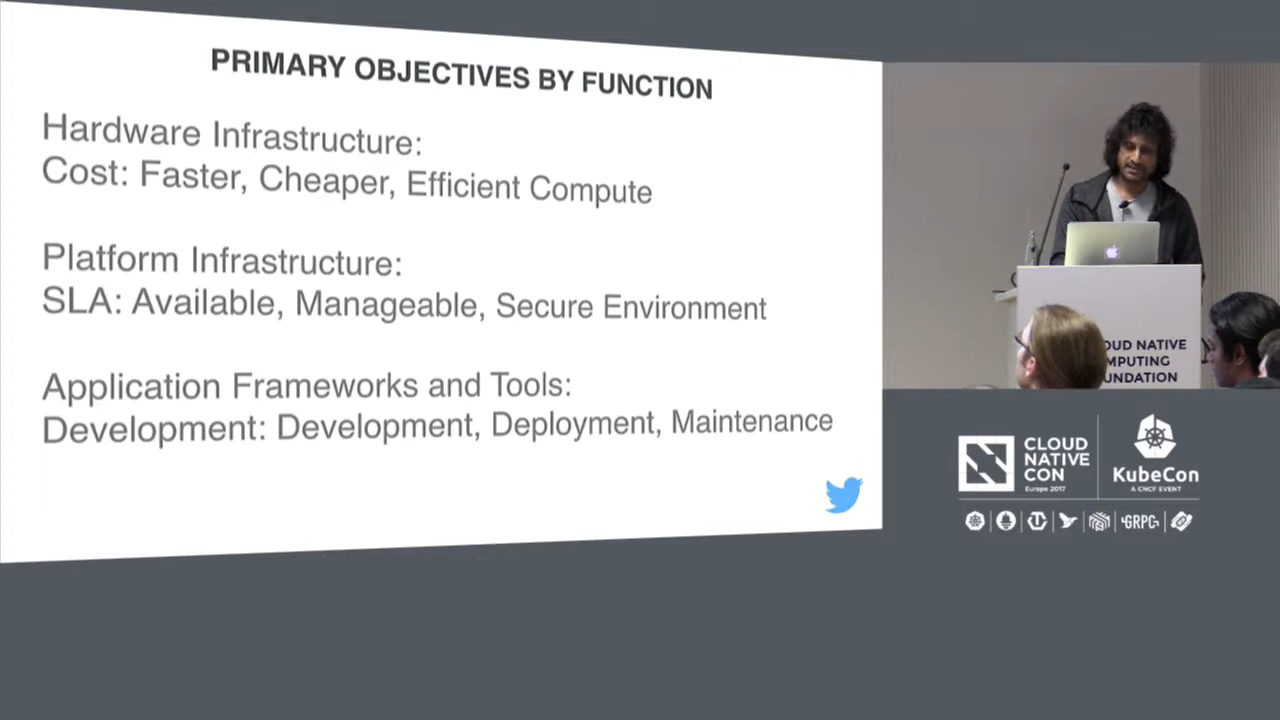 PRIMARY OBJECTIVES BY FUNCTION
Hardware Infrastructure:
Cost: Faster, Cheaper, Efficient Compute
Platform Infrastructure:
SLA: Available, Manageable, Secure Environment
Application Frameworks and Tools:
Development: Development, Deployment, Maintenance
OUD NATIVE
MPUTING
UNDATION
CLOUD
NATIVE
CON
Europe 2017
KubeCon
A CNCF EVENT
GRPC